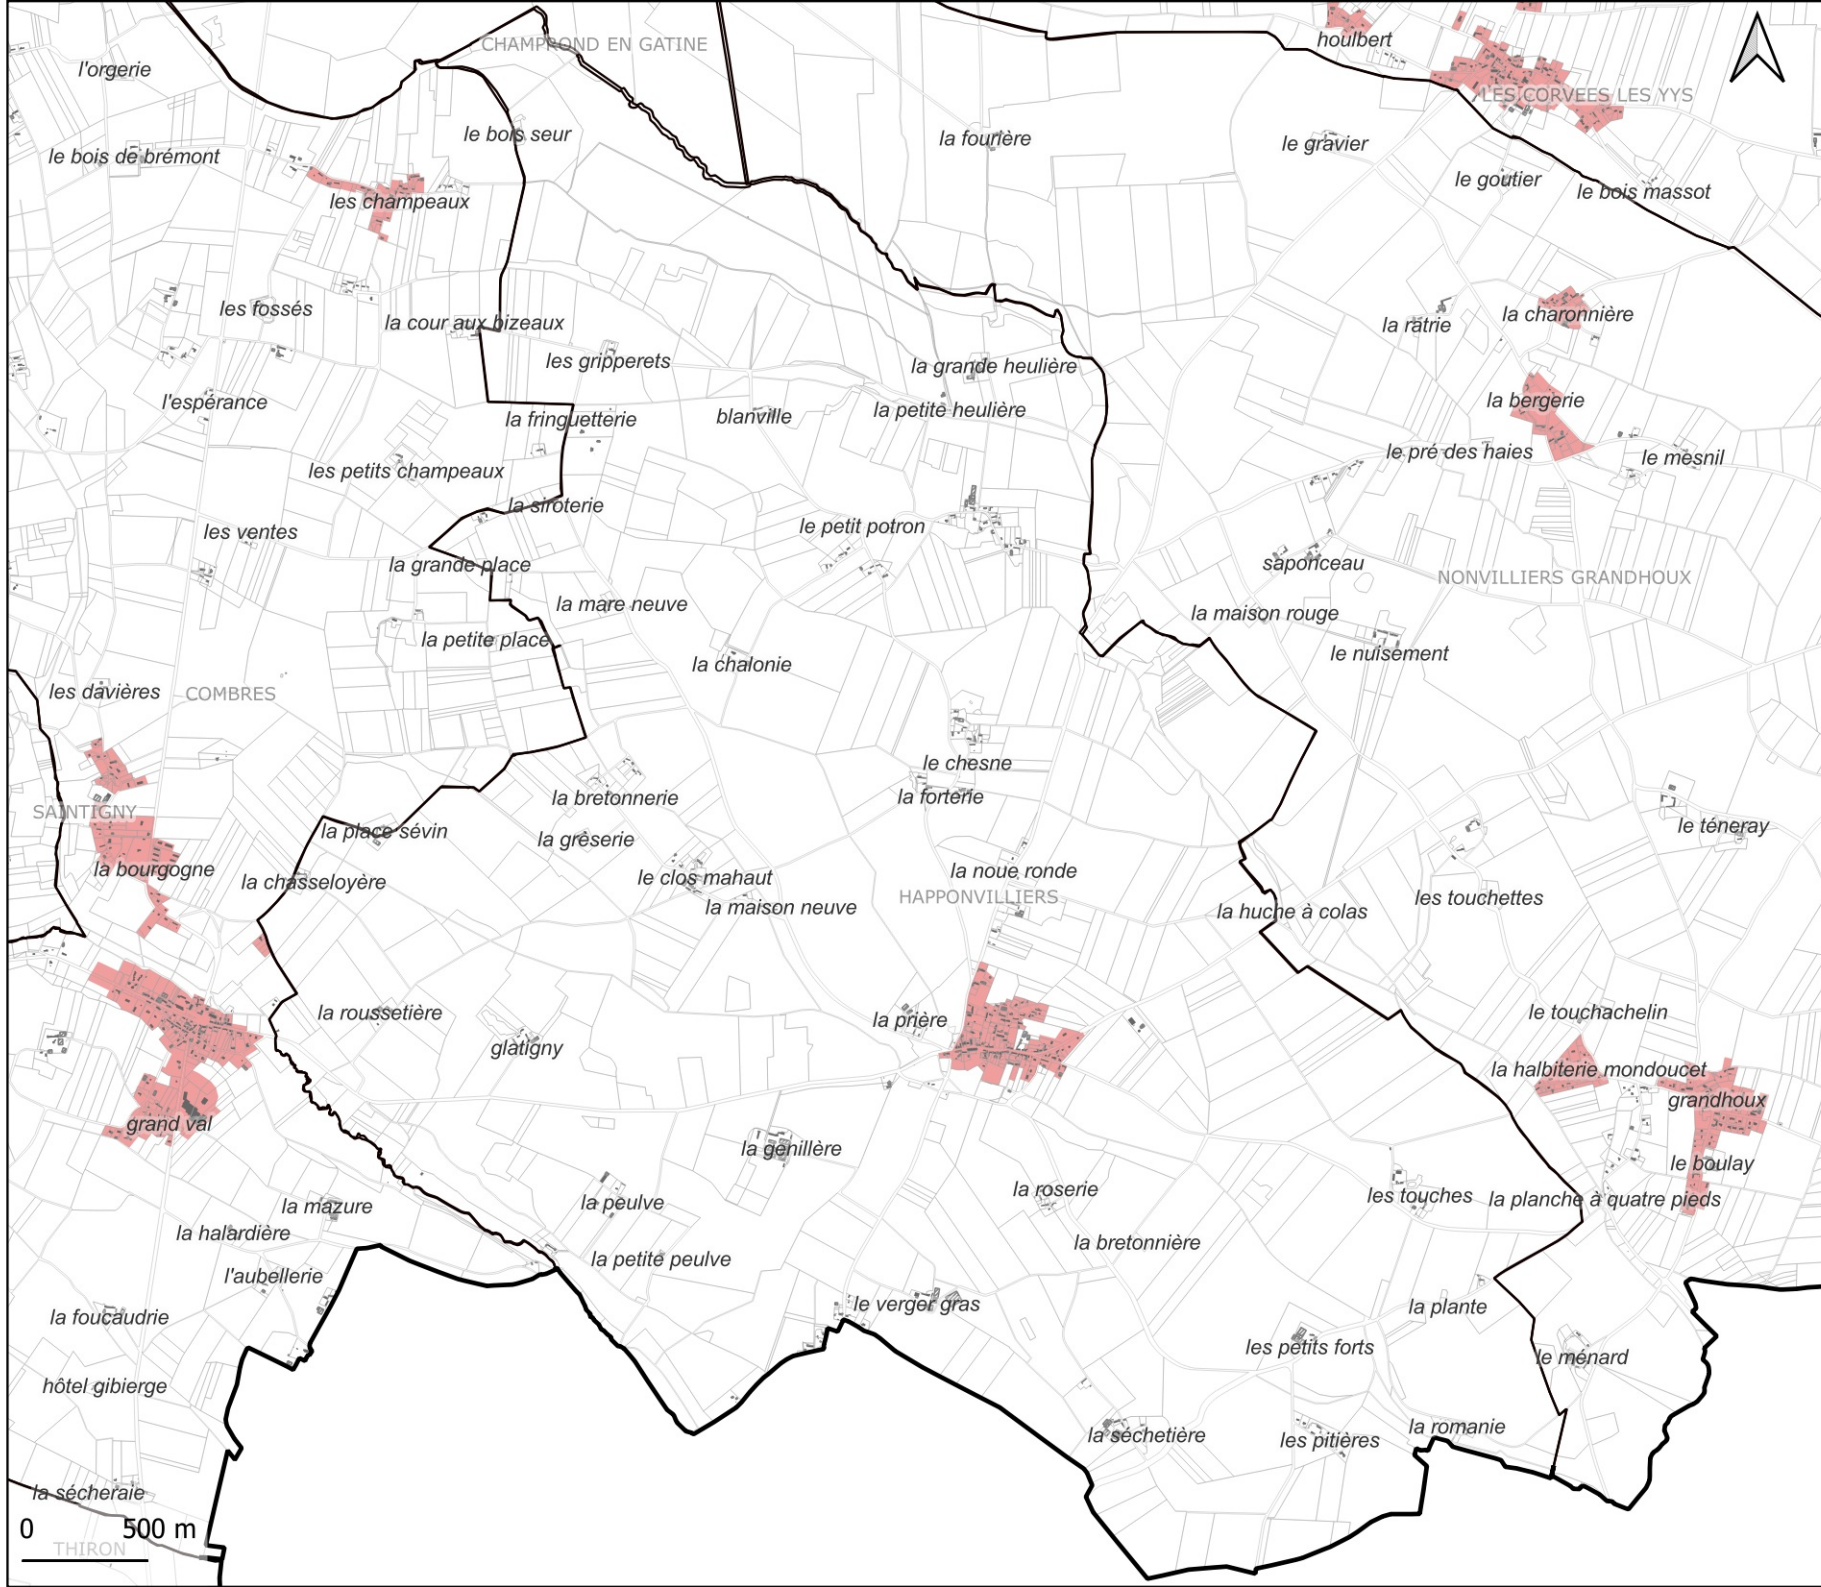 houlbert
CHAMPROND EN GATINE
l'orgerie
LES CORVEES LES YYS
le bois seur
la fourière
le gravier
le bois de brémont
le goutier
le bois massot
les champeaux
les fossés
la cour aux bizeaux
la charonnière
la ratrie
les gripperets
la grande heulière
l'espérance
la bergerie
la fringuetterie
blanville
la petite heulière
le pré des haies
le mesnil
les petits champeaux
la siroterie
les ventes
le petit potron
la grande place
saponceau
NONVILLIERS GRANDHOUX
la mare neuve
la maison rouge
la petite place
le nuisement
la chalonie
les davières
COMBRES
le chesne
la bretonnerie
la forterie
SAINTIGNY
la place sévin
la grèserie
le téneray
la bourgogne
la chasseloyère
le clos mahaut
la noue ronde
HAPPONVILLIERS
les touchettes
la maison neuve
la huche à colas
la roussetière
la prière
le touchachelin
glatigny
la halbiterie mondoucet
grandhoux
grand val
la genillère
le boulay
la mazure
la peulve
la roserie
les touches
la planche à quatre pieds
la halardière
la bretonnière
la petite peulve
l'aubellerie
le verger gras
la plante
la foucaudrie
les petits forts
le ménard
hôtel gibierge
la séchetière
les pitières
la romanie
la sécheraie
0 500 m
THIRON